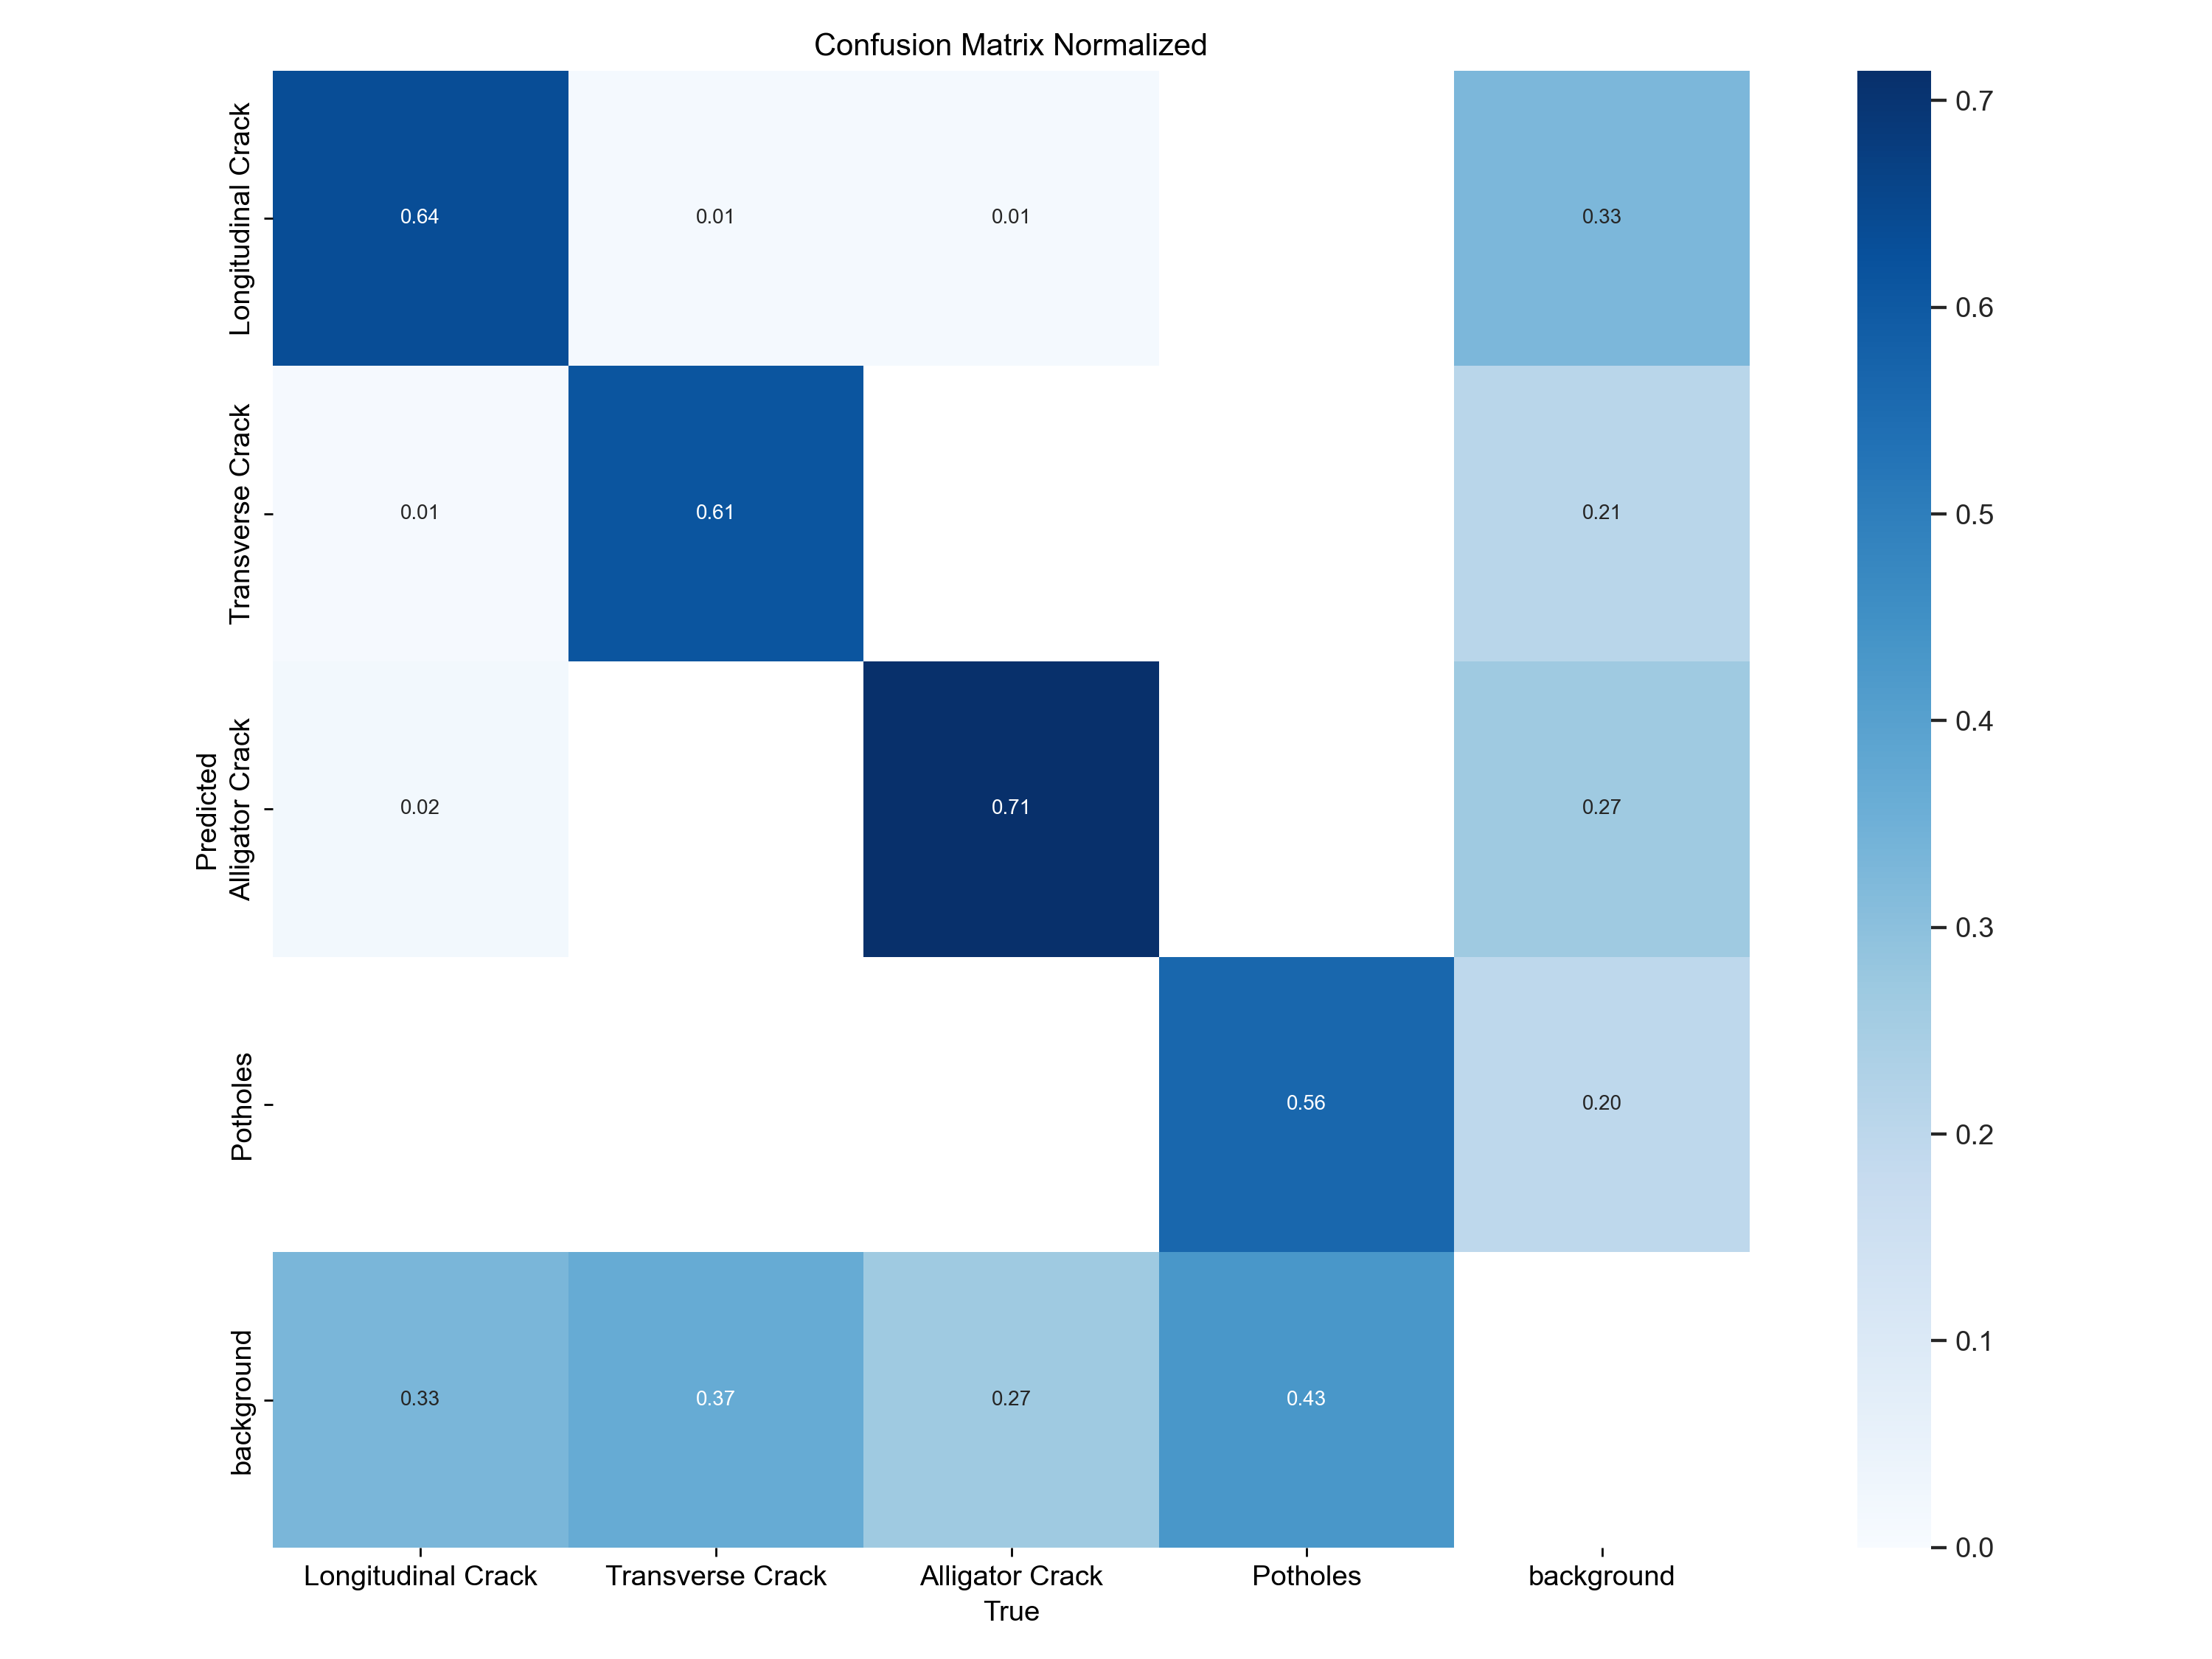 Confusion Matrix Normalized
Longitudinal Crack
0.64
0.01
0.01
0.33
Transverse Crack
0.01
0.61
0.21
Predicted
Alligator Crack
0.02
0.71
0.27
Potholes
0.56
0.20
background
0.33
0.37
0.27
0.43
Longitudinal Crack
Transverse Crack
Alligator Crack
Potholes
background
True
0.7
0.6
0.5
0.4
0.3
0.2
0.1
0.0